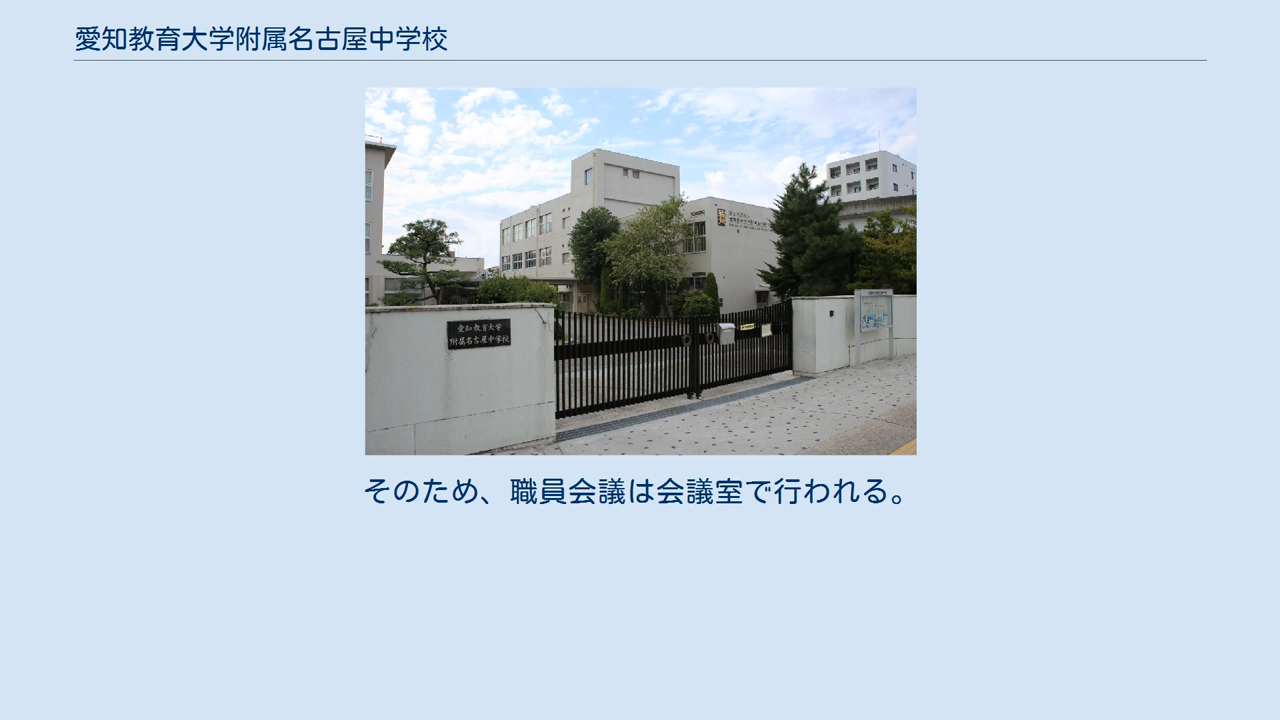 愛知教育大学附属名古屋中学校
愛知教育大学
附属名古屋中学校
そのため、職員会議は会議室で行われる。